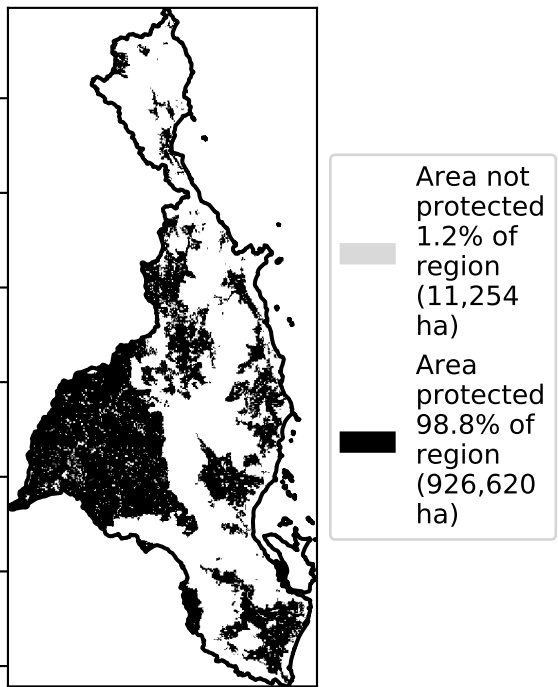 Area not
protected
1.2% of
region
(11,254
ha)
Area
protected
98.8% of
region
(926,620
ha)